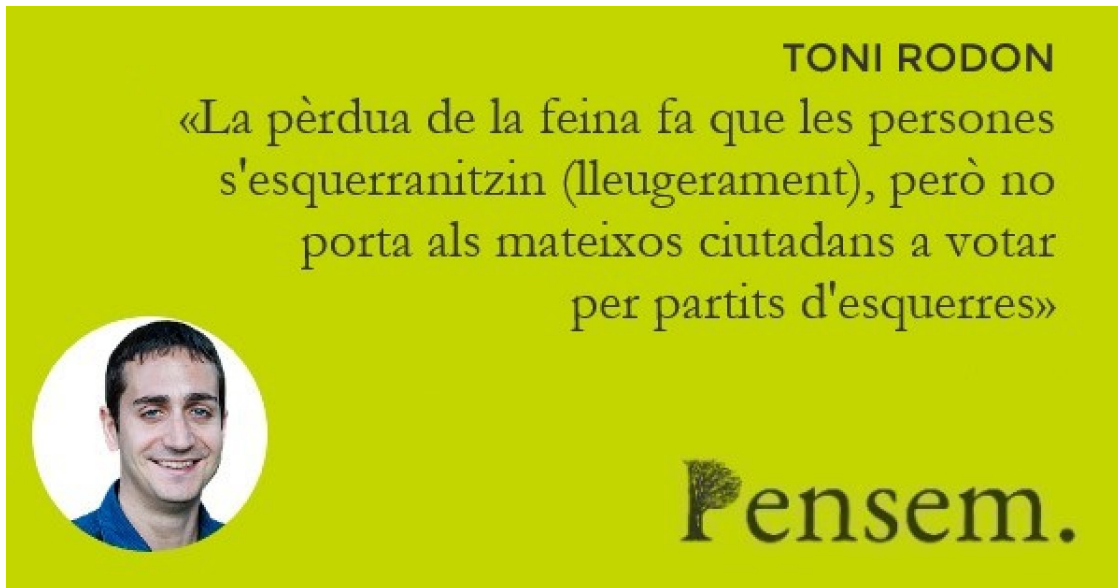 TONI RODON
«La pèrdua de la feina fa que les persones
s'esquerranitzin (lleugerament), però no
porta als mateixos ciutadans a votar
per partits d'esquerres»
Pensem.